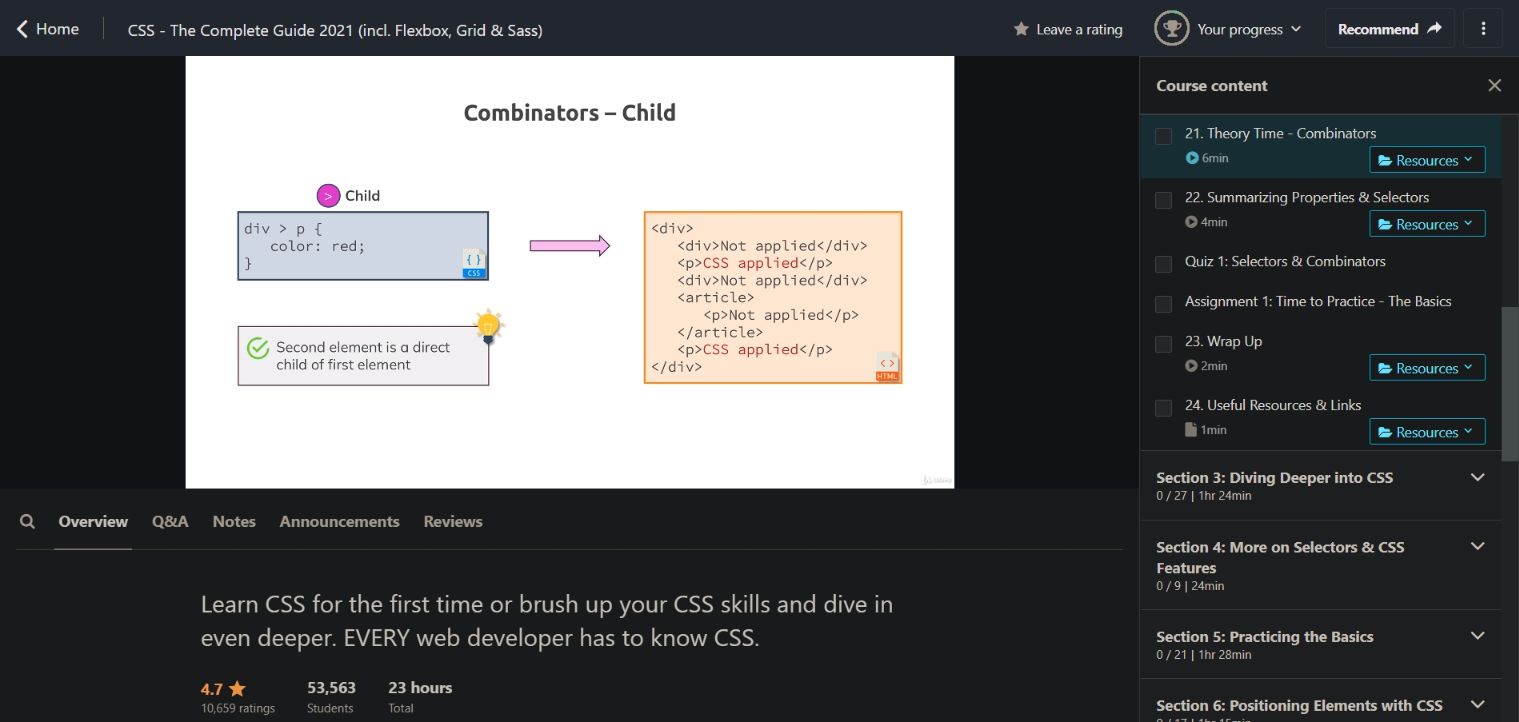 Home
CSS - The Complete Guide 2021 (incl. Flexbox, Grid & Sass)
Leave a rating
Your progress
Recommend
Combinators – Child
> Child
div > p {
color: red;
}
{ }
CSS
Second element is a direct
child of first element
<div>
<div>Not applied</div>
<p>CSS applied</p>
<div>Not applied</div>
<article>
<p>Not applied</p>
</article>
<p>CSS applied</p>
</div>
< >
HTML
Course content
21. Theory Time - Combinators
6min
Resources
22. Summarizing Properties & Selectors
4min
Resources
Quiz 1: Selectors & Combinators
Assignment 1: Time to Practice - The Basics
23. Wrap Up
2min
Resources
24. Useful Resources & Links
1min
Resources
Section 3: Diving Deeper into CSS
0 / 27 | 1hr 24min
Section 4: More on Selectors & CSS
Features
0 / 9 | 24min
Section 5: Practicing the Basics
0 / 21 | 1hr 28min
Section 6: Positioning Elements with CSS
Overview
Q&A
Notes
Announcements
Reviews
Learn CSS for the first time or brush up your CSS skills and dive in
even deeper. EVERY web developer has to know CSS.
4.7
10,659 ratings
53,563
Students
23 hours
Total